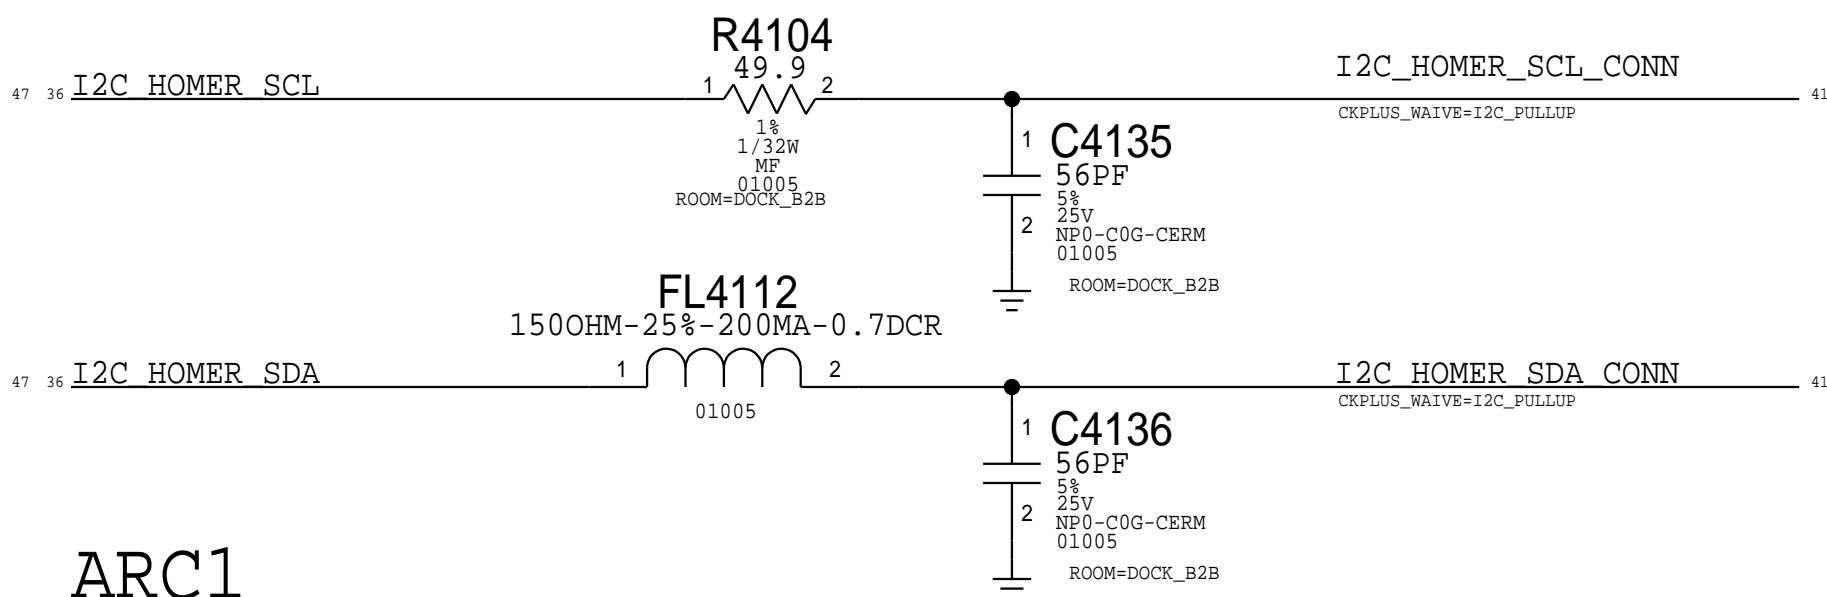 R4104
49.9
47 36 I2C_HOMER_SCL
1 2
I2C_HOMER_SCL_CONN
41
CKPLUS_WAIVE=I2C_PULLUP
1%
1/32W
MF
01005
ROOM=DOCK_B2B
1
C4135
56PF
5%
25V
2
NP0-C0G-CERM
01005
ROOM=DOCK_B2B
FL4112
150OHM-25%-200MA-0.7DCR
47 36 I2C_HOMER_SDA
1 2
I2C_HOMER_SDA_CONN
41
CKPLUS_WAIVE=I2C_PULLUP
01005
1
C4136
56PF
5%
25V
2
NP0-C0G-CERM
01005
ROOM=DOCK_B2B
ARC1